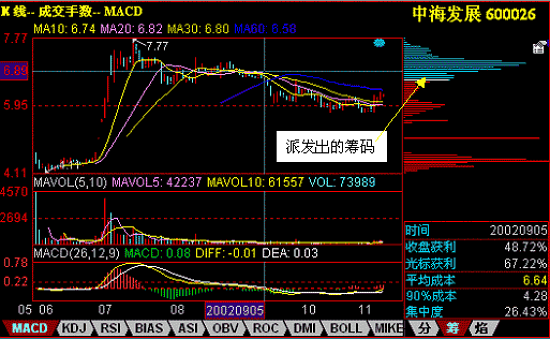 K 线-- 成交手数-- MACD
中海发展 600026
MA10: 6.74 MA20: 6.82 MA30: 6.80 MA60: 6.58
7.77
7.77
6.89
5.95
派发出的筹码
4.11
MAVOL(5,10) MAVOL5: 42237 MAVOL10: 61557 VOL: 73989
4570
2694
时间 20020905
收盘获利 48.72%
光标获利 67.22%
平均成本 6.64
90%成本 4.28
集中度 26.43%
MACD(26,12,9) MACD: 0.08 DIFF: -0.01 DEA: 0.03
0.78
0.22
05 06 07 08 20020905 10 11
MACD KDJ RSI BIAS ASI OBV ROC DMI BOLL MIKE 分 筹 焰